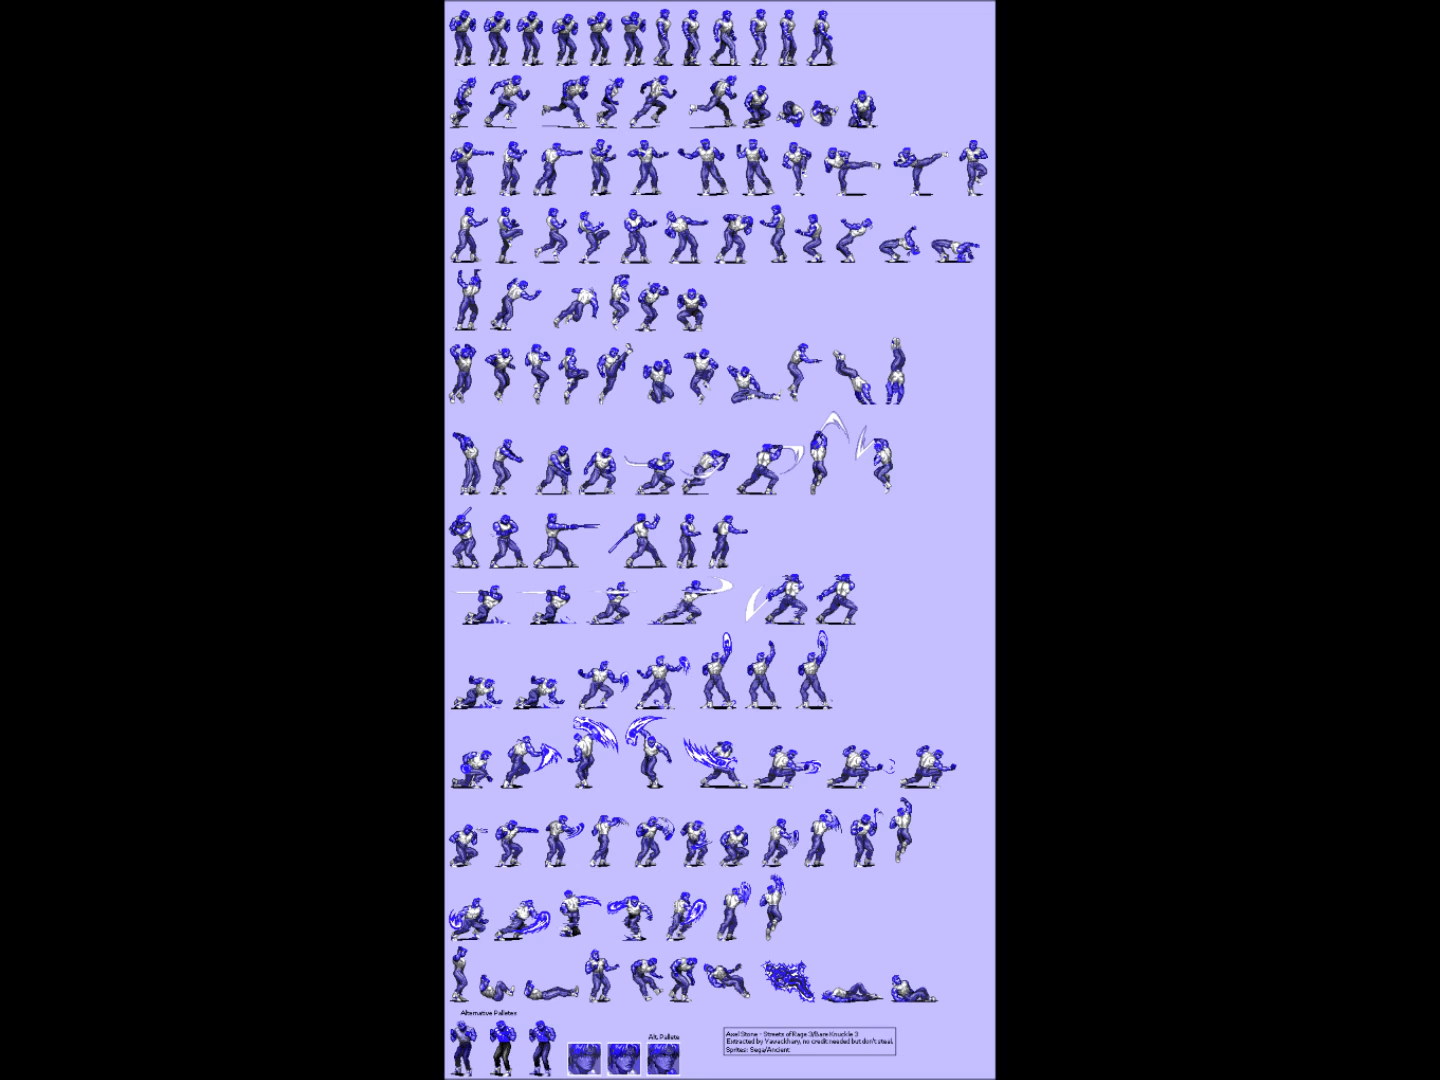 Alternative Palletes
Alt. Pallete
Axel Stone - Streets of Rage 3/Bare Knuckle 3
Extracted by Yawackhary, no credit needed but don't steal.
Sprites: Sega/Ancient